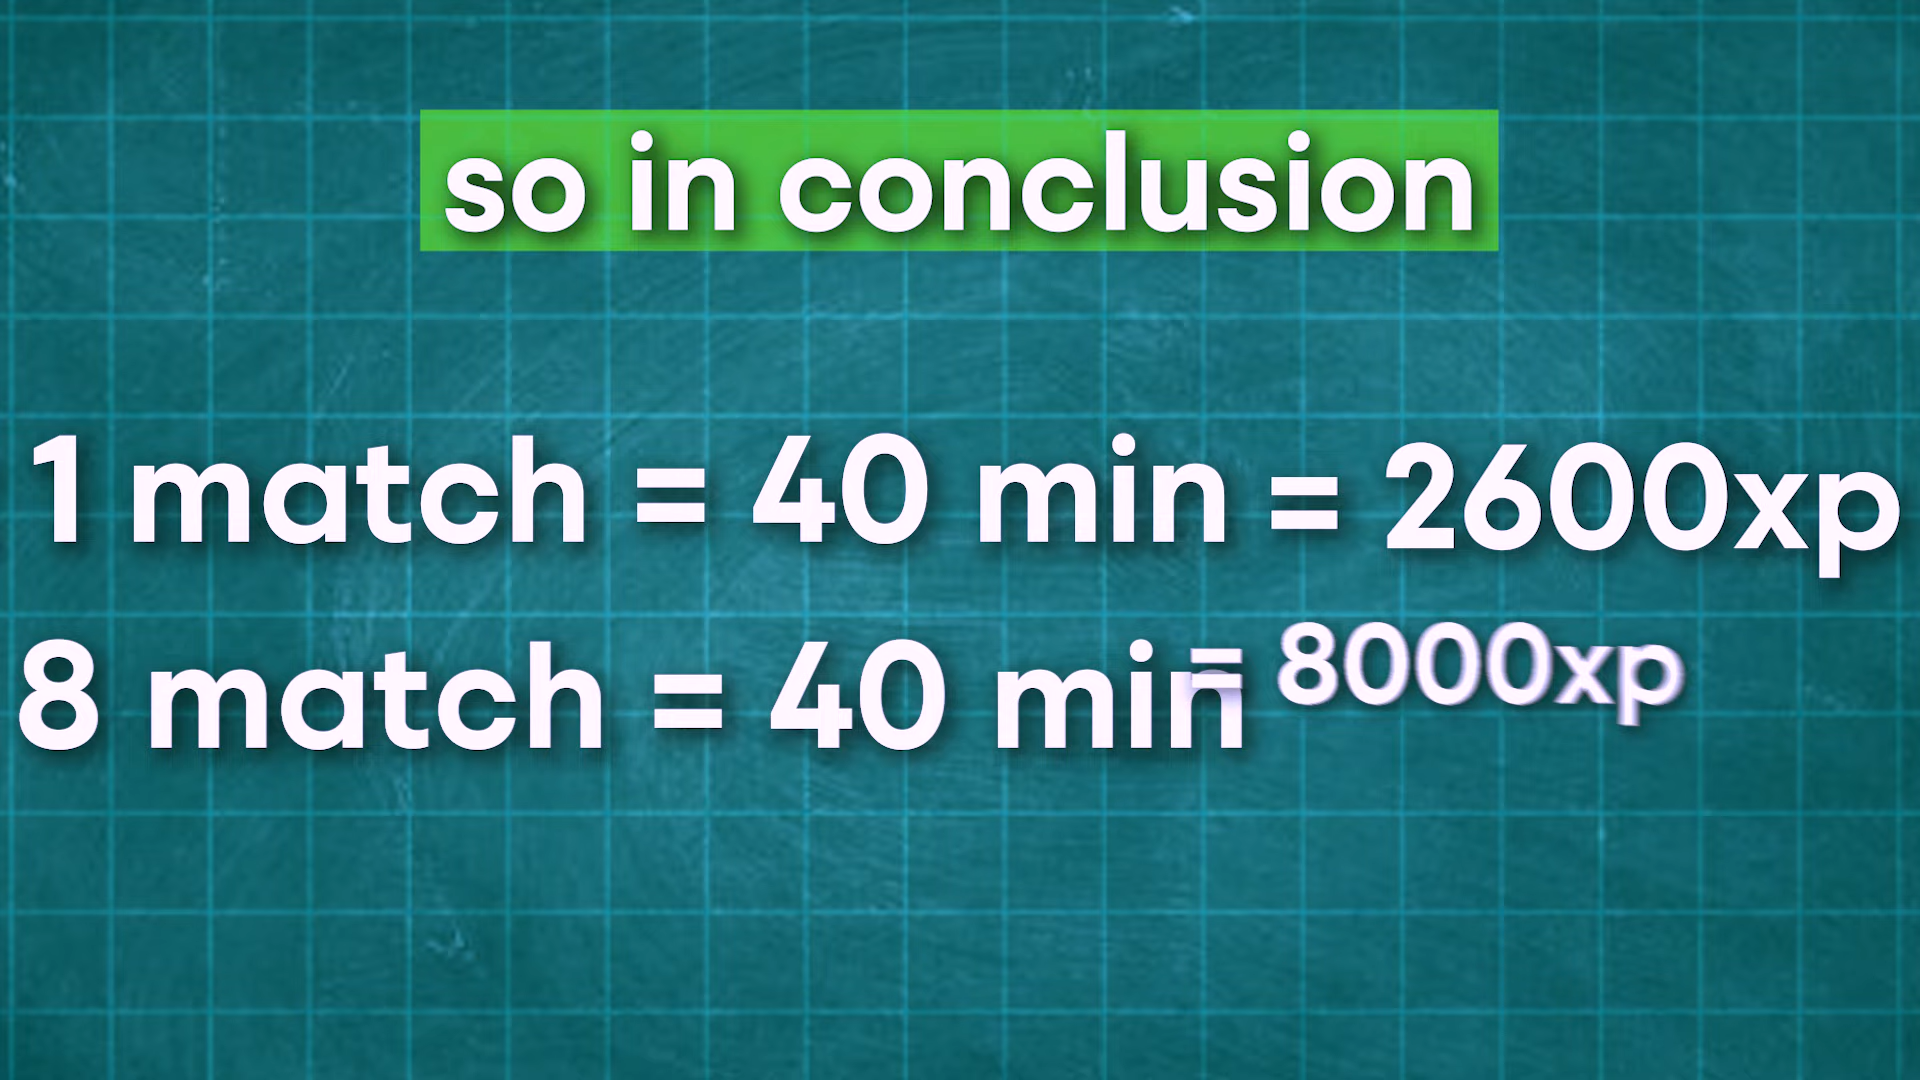 so in conclusion
1 match = 40 min = 2600xp
8 match = 40 min = 8000xp